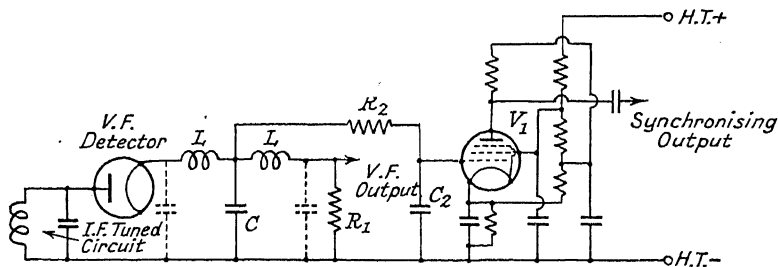 H.T.+
V.F.
Detector
L
L
R2
V1
Synchronising
Output
V.F.
Output
C2
C
R1
I.F. Tuned
Circuit
H.T.-